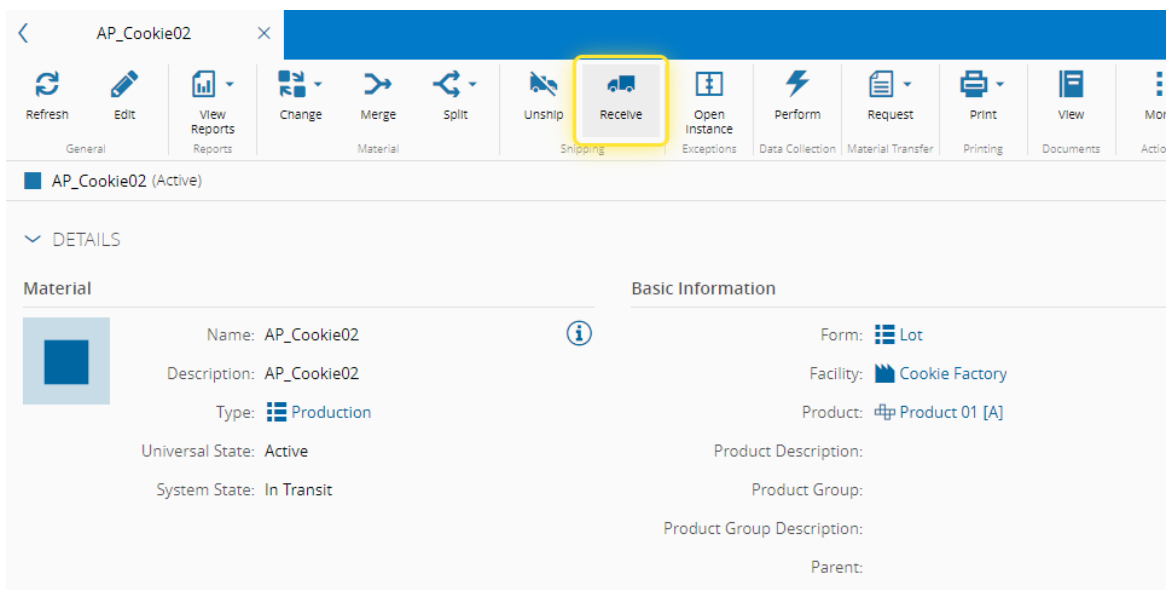 AP_Cookie02
Refresh
Edit
View
Reports
Change
Merge
Split
Unship
Receive
Open
Instance
Perform
Request
Print
View
General
Reports
Material
Shipping
Exceptions
Data Collection
Material Transfer
Printing
Documents
AP_Cookie02 (Active)
DETAILS
Material
Basic Information
Name: AP_Cookie02
Form: Lot
Description: AP_Cookie02
Facility: Cookie Factory
Type: Production
Product: Product 01 [A]
Universal State: Active
Product Description:
System State: In Transit
Product Group:
Product Group Description:
Parent: